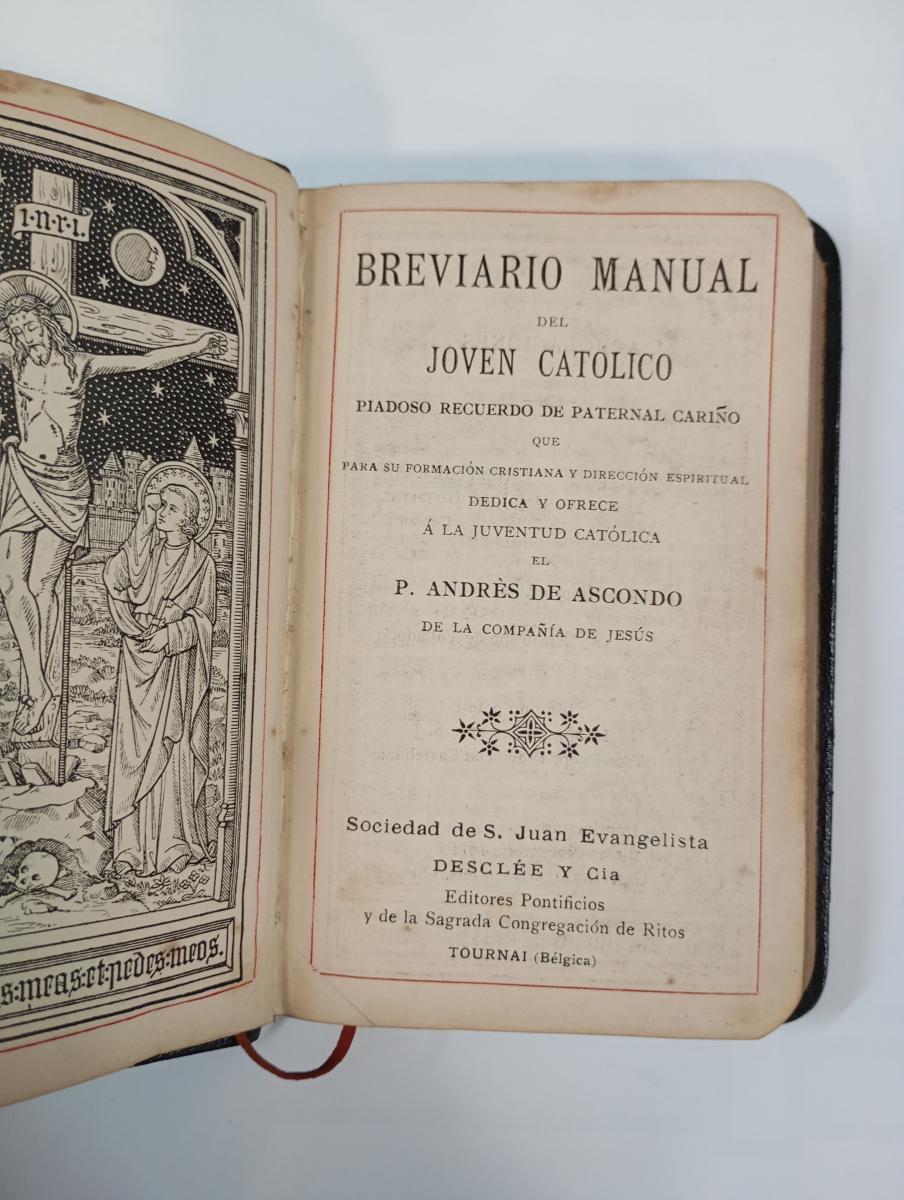 i·n·r·i.
s:meas:et:pedes:meos.
BREVIARIO MANUAL
DEL
JOVEN CATÓLICO
PIADOSO RECUERDO DE PATERNAL CARIÑO
QUE
PARA SU FORMACIÓN CRISTIANA Y DIRECCIÓN ESPIRITUAL
DEDICA Y OFRECE
Á LA JUVENTUD CATÓLICA
EL
P. ANDRÈS DE ASCONDO
DE LA COMPAÑÍA DE JESÚS
Sociedad de S. Juan Evangelista
DESCLÉE Y Cia
Editores Pontificios
y de la Sagrada Congregación de Ritos
TOURNAI (Bélgica)